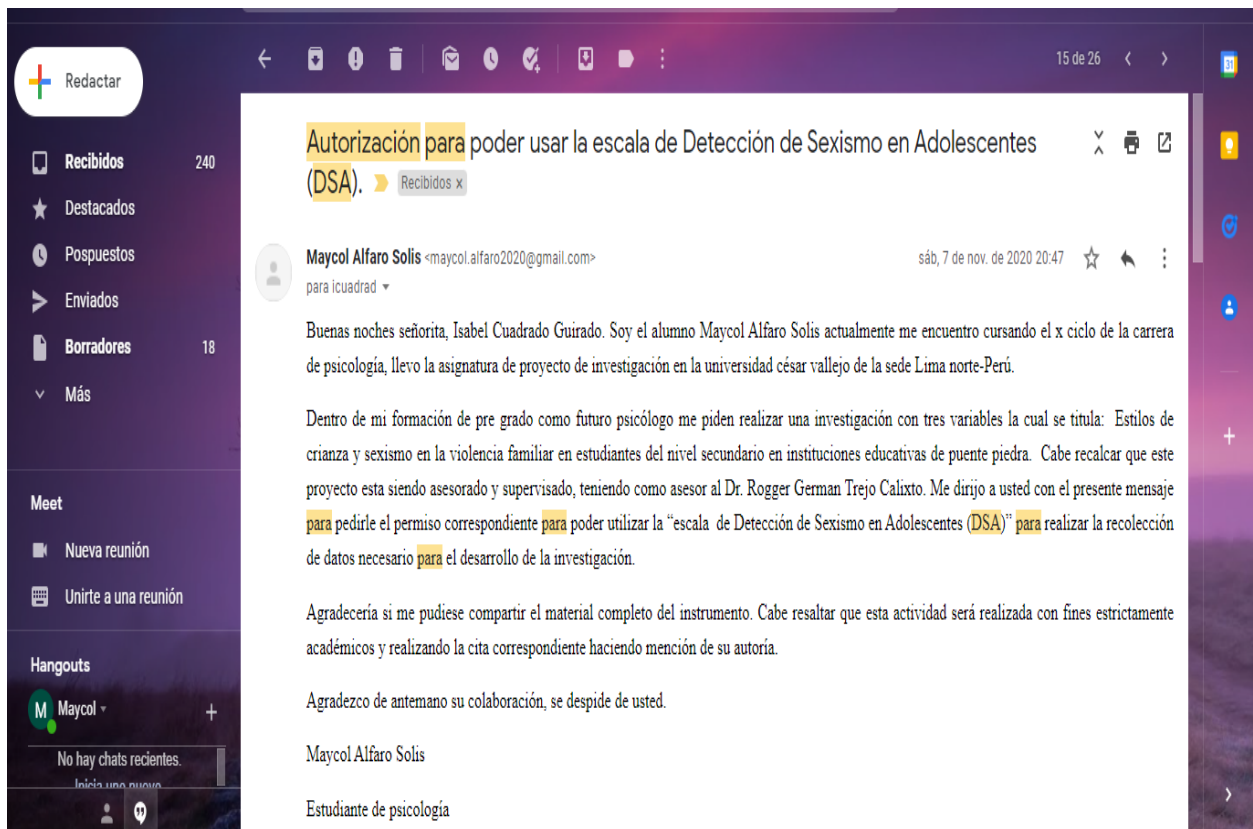 Redactar
Recibidos 240
Destacados
Pospuestos
Enviados
Borradores 18
Más
Meet
Nueva reunión
Unirte a una reunión
Hangouts
M Maycol
No hay chats recientes.
Inicia uno nuevo
15 de 26
31
Autorización para poder usar la escala de Detección de Sexismo en Adolescentes
(DSA). Recibidos x
Maycol Alfaro Solis <maycol.alfaro2020@gmail.com> sáb, 7 de nov. de 2020 20:47
para icuadrad
Buenas noches señorita, Isabel Cuadrado Guirado. Soy el alumno Maycol Alfaro Solis actualmente me encuentro cursando el x ciclo de la carrera
de psicología, llevo la asignatura de proyecto de investigación en la universidad césar vallejo de la sede Lima norte-Perú.
Dentro de mi formación de pre grado como futuro psicólogo me piden realizar una investigación con tres variables la cual se titula: Estilos de
crianza y sexismo en la violencia familiar en estudiantes del nivel secundario en instituciones educativas de puente piedra. Cabe recalcar que este
proyecto esta siendo asesorado y supervisado, teniendo como asesor al Dr. Rogger German Trejo Calixto. Me dirijo a usted con el presente mensaje
para pedirle el permiso correspondiente para poder utilizar la “escala de Detección de Sexismo en Adolescentes (DSA)” para realizar la recolección
de datos necesario para el desarrollo de la investigación.
Agradecería si me pudiese compartir el material completo del instrumento. Cabe resaltar que esta actividad será realizada con fines estrictamente
académicos y realizando la cita correspondiente haciendo mención de su autoría.
Agradezco de antemano su colaboración, se despide de usted.
Maycol Alfaro Solis
Estudiante de psicología